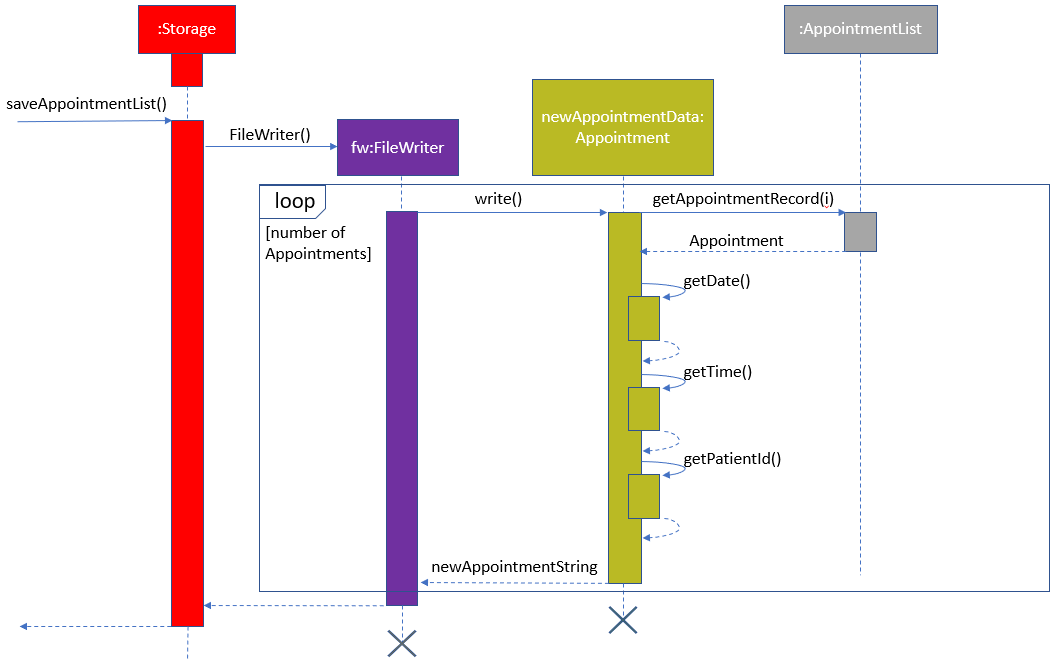 :Storage
:AppointmentList
saveAppointmentList()
FileWriter()
fw:FileWriter
newAppointmentData:
Appointment
loop
[number of
Appointments]
write()
getAppointmentRecord(i)
Appointment
getDate()
getTime()
getPatientId()
newAppointmentString